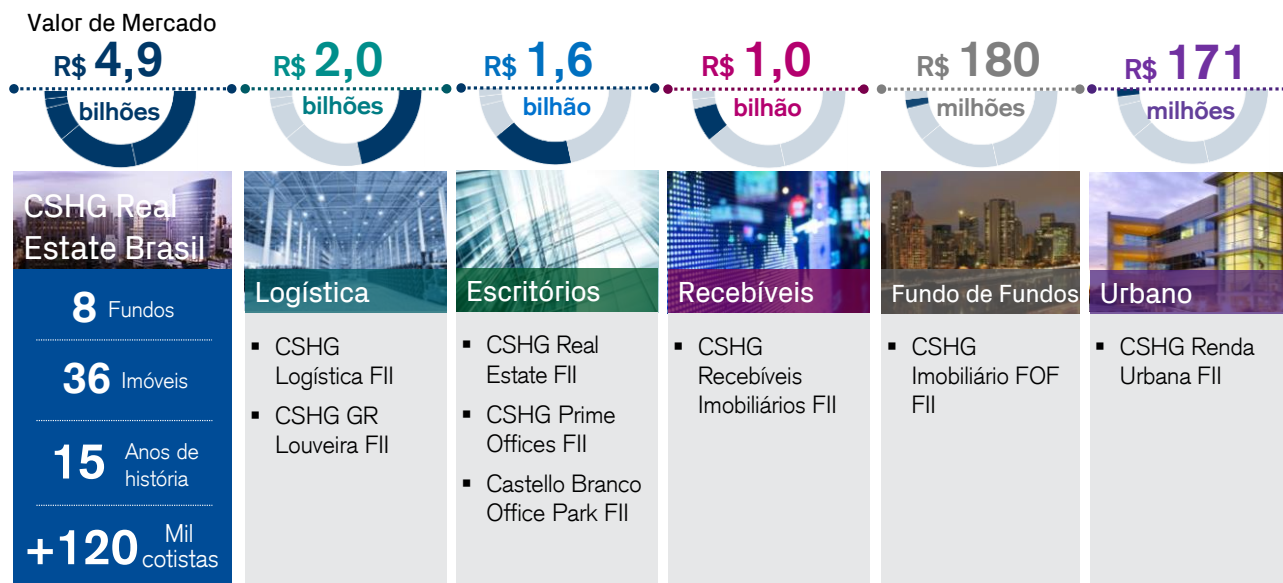 Valor de Mercado
R$ 4,9
bilhões
R$ 2,0
bilhões
R$ 1,6
bilhão
R$ 1,0
bilhão
R$ 180
milhões
R$ 171
milhões
CSHG Real
Estate Brasil
8 Fundos
36 Imóveis
15 Anos de
história
+120 Mil
cotistas
Logística
▪ CSHG
Logística FII
▪ CSHG GR
Louveira FII
Escritórios
▪ CSHG Real
Estate FII
▪ CSHG Prime
Offices FII
▪ Castello Branco
Office Park FII
Recebíveis
▪ CSHG
Recebíveis
Imobiliários FII
Fundo de Fundos
▪ CSHG
Imobiliário FOF
FII
Urbano
▪ CSHG Renda
Urbana FII